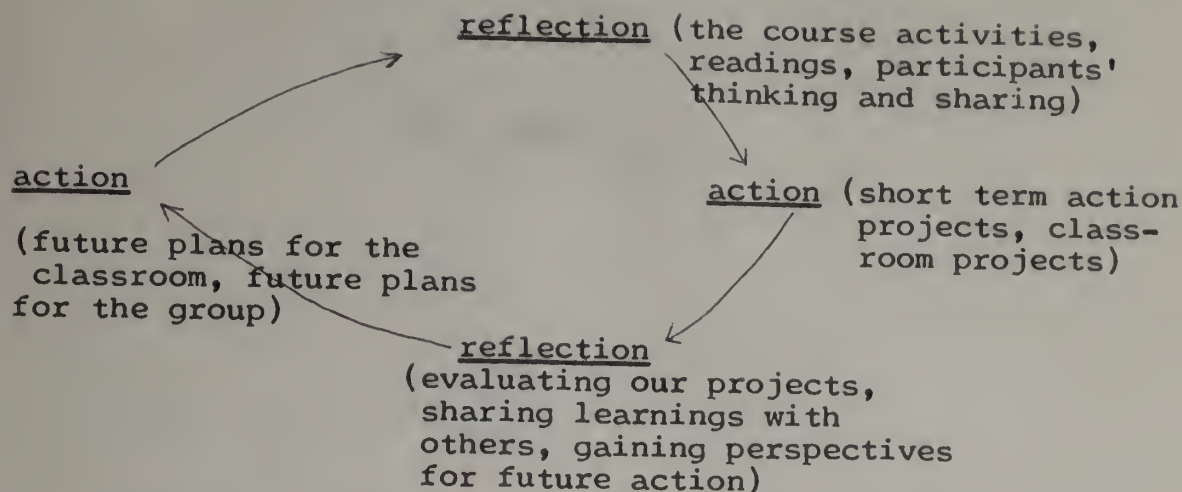 reflection (the course activities,
readings, participants'
thinking and sharing)
action
(future plans for the
classroom, future plans
for the group)
action (short term action
projects, class-
room projects)
reflection
(evaluating our projects,
sharing learnings with
others, gaining perspectives
for future action)